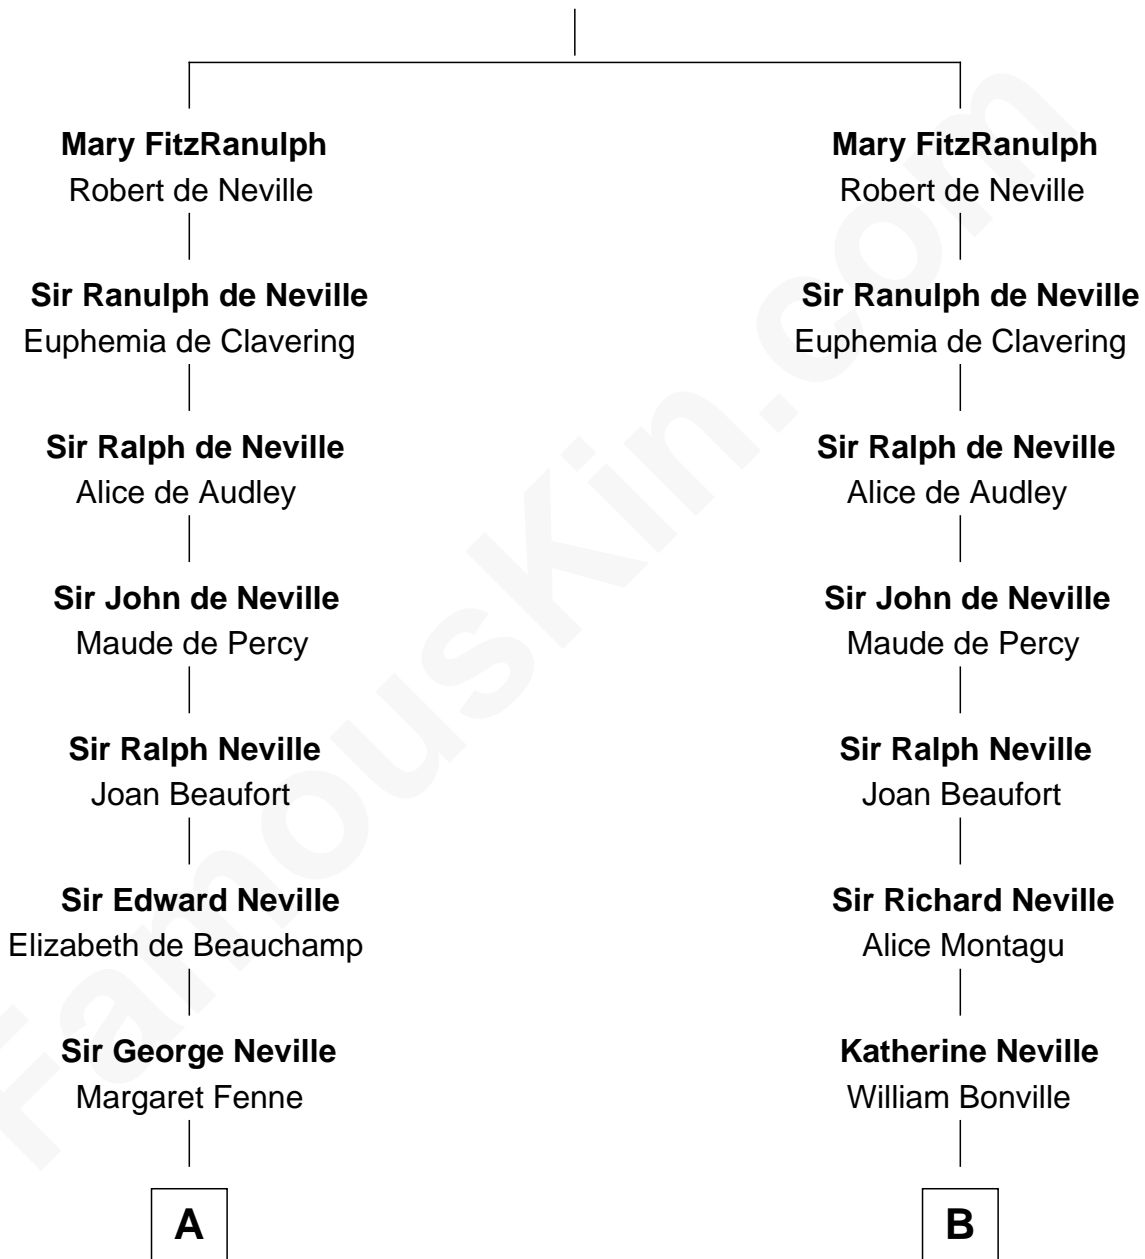 Mary FitzRanulph
Robert de Neville
Sir Ranulph de Neville
Euphemia de Clavering
Sir Ralph de Neville
Alice de Audley
Sir John de Neville
Maude de Percy
Sir Ralph Neville
Joan Beaufort
Sir Edward Neville
Elizabeth de Beauchamp
Sir George Neville
Margaret Fenne
A
Mary FitzRanulph
Robert de Neville
Sir Ranulph de Neville
Euphemia de Clavering
Sir Ralph de Neville
Alice de Audley
Sir John de Neville
Maude de Percy
Sir Ralph Neville
Joan Beaufort
Sir Richard Neville
Alice Montagu
Katherine Neville
William Bonville
B
FamousKin.com